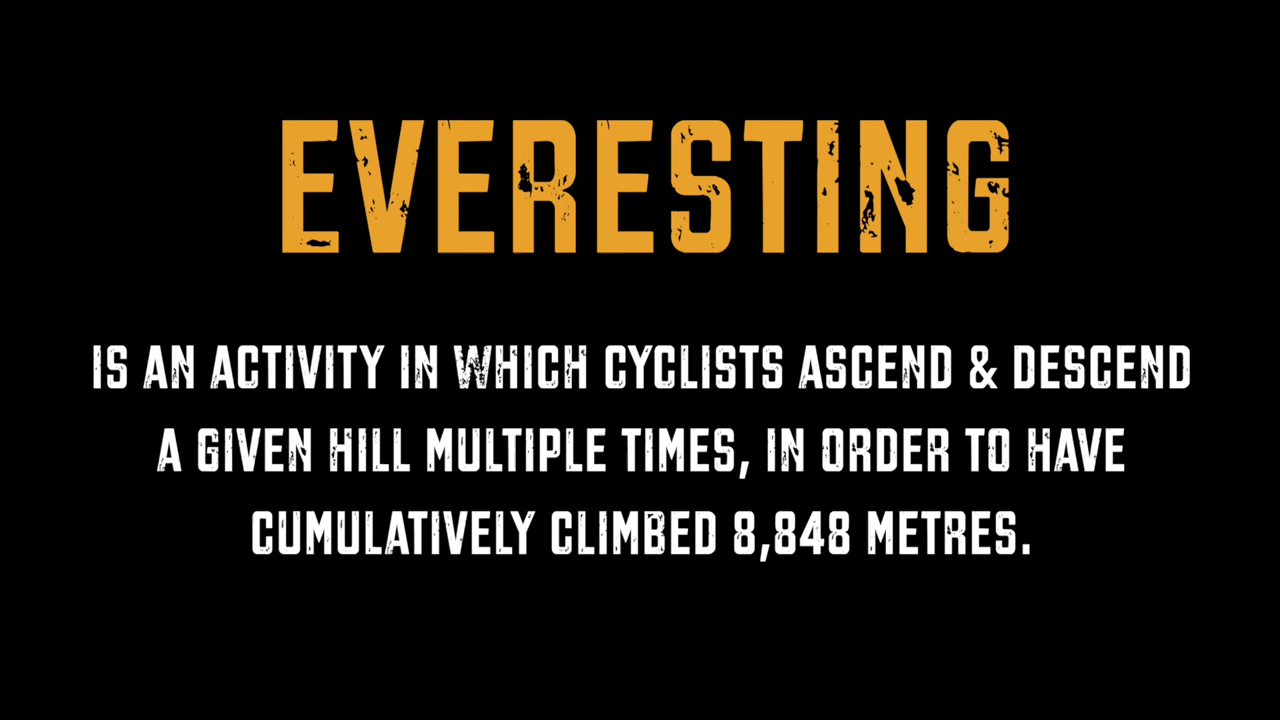 EVERESTING
IS AN ACTIVITY IN WHICH CYCLISTS ASCEND & DESCEND
A GIVEN HILL MULTIPLE TIMES, IN ORDER TO HAVE
CUMULATIVELY CLIMBED 8,848 METRES.